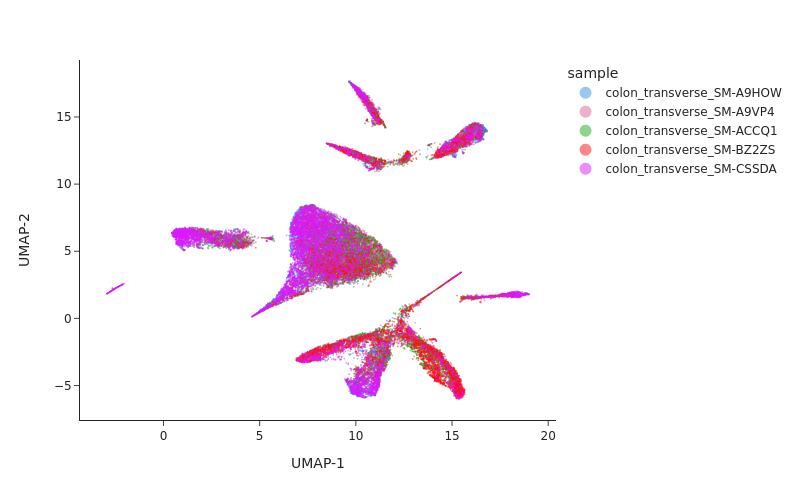 sample
colon_transverse_SM-A9HOW
colon_transverse_SM-A9VP4
colon_transverse_SM-ACCQ1
colon_transverse_SM-BZ2ZS
colon_transverse_SM-CSSDA
15
10
5
0
−5
UMAP-2
0
5
10
15
20
UMAP-1